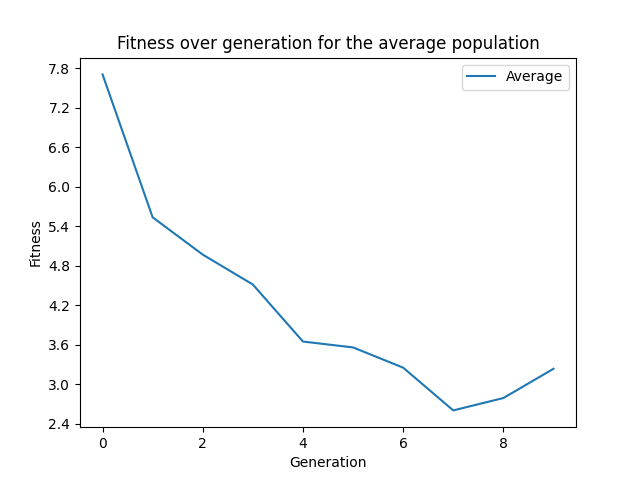 Fitness over generation for the average population
Average
7.8
7.2
6.6
6.0
5.4
4.8
4.2
3.6
3.0
2.4
Fitness
0 2 4 6 8
Generation